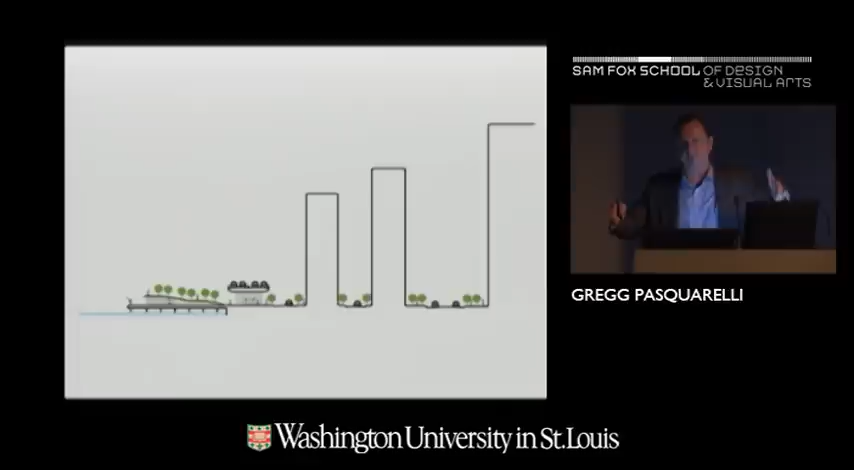 SAM FOX SCHOOL OF DESIGN
& VISUAL ARTS
GREGG PASQUARELLI
Washington University in St.Louis